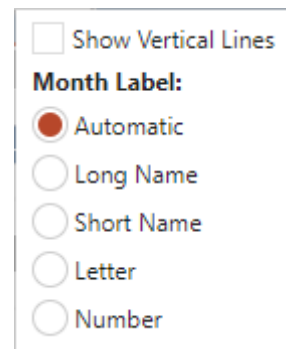 Show Vertical Lines
Month Label:
Automatic
Long Name
Short Name
Letter
Number